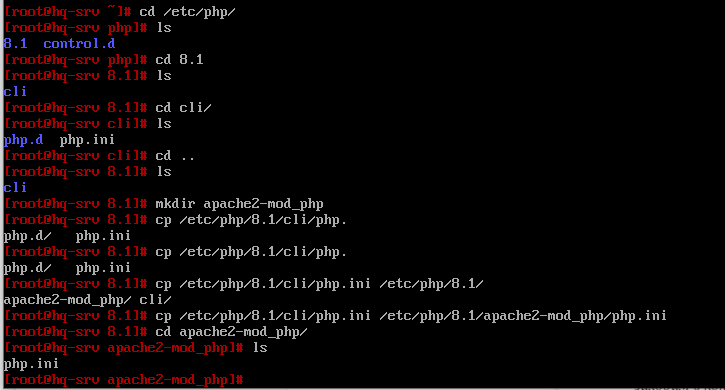 [root@hq-srv ~]# cd /etc/php/
[root@hq-srv php]# ls
8.1  control.d
[root@hq-srv php]# cd 8.1
[root@hq-srv 8.1]# ls
cli
[root@hq-srv 8.1]# cd cli/
[root@hq-srv cli]# ls
php.d  php.ini
[root@hq-srv cli]# cd ..
[root@hq-srv 8.1]# ls
cli
[root@hq-srv 8.1]# mkdir apache2-mod_php
[root@hq-srv 8.1]# cp /etc/php/8.1/cli/php.
php.d/   php.ini
[root@hq-srv 8.1]# cp /etc/php/8.1/cli/php.
php.d/   php.ini
[root@hq-srv 8.1]# cp /etc/php/8.1/cli/php.ini /etc/php/8.1/
apache2-mod_php/ cli/
[root@hq-srv 8.1]# cp /etc/php/8.1/cli/php.ini /etc/php/8.1/apache2-mod_php/php.ini
[root@hq-srv 8.1]# cd apache2-mod_php/
[root@hq-srv apache2-mod_php]# ls
php.ini
[root@hq-srv apache2-mod_php]#